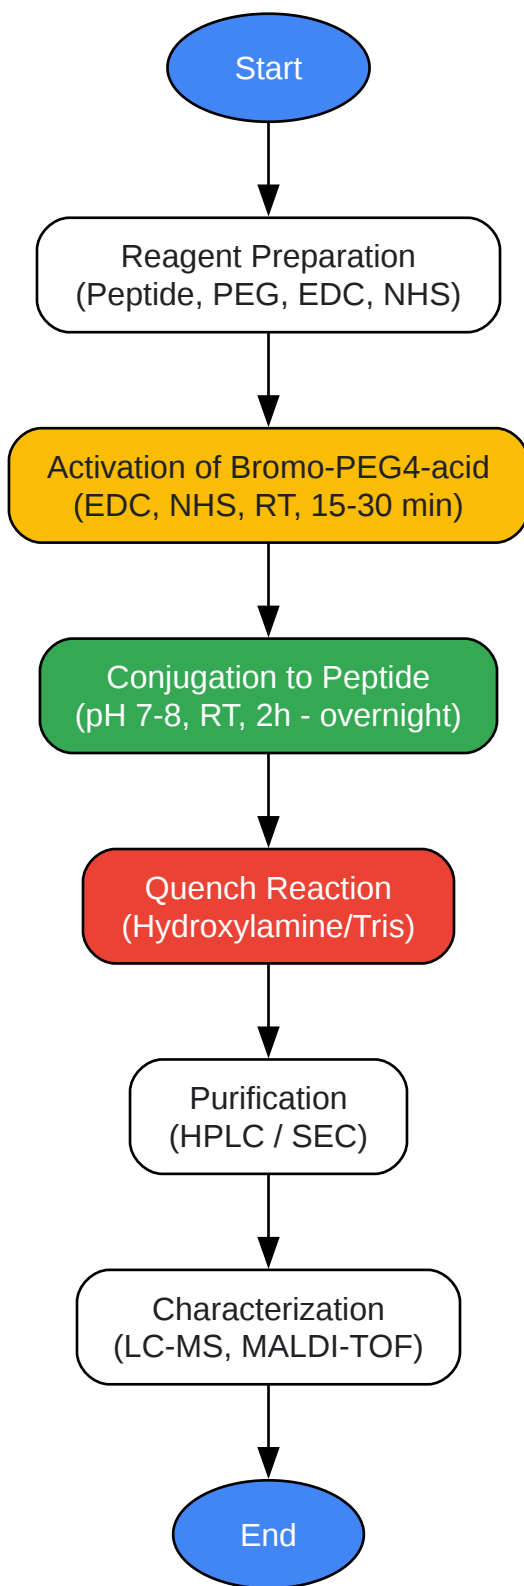 Start
Reagent Preparation
(Peptide, PEG, EDC, NHS)
Activation of Bromo-PEG4-acid
(EDC, NHS, RT, 15-30 min)
Conjugation to Peptide
(pH 7-8, RT, 2h - overnight)
Quench Reaction
(Hydroxylamine/Tris)
Purification
(HPLC / SEC)
Characterization
(LC-MS, MALDI-TOF)
End